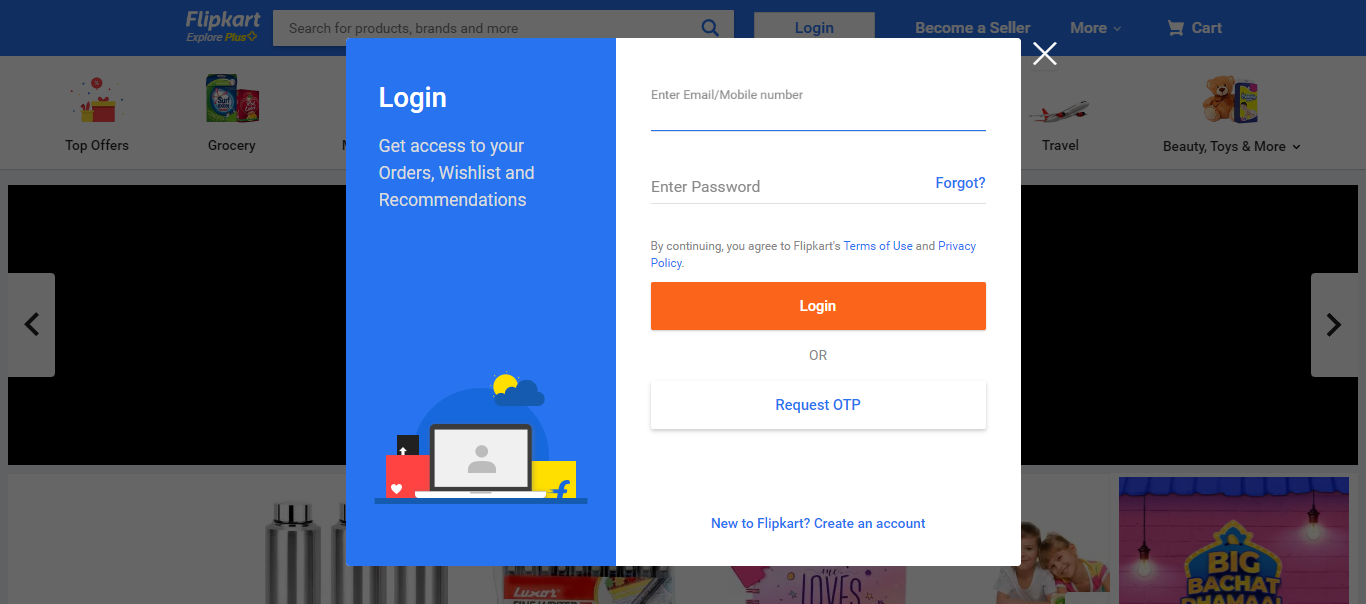 Flipkart
Explore Plus
Search for products, brands and more
Login
Become a Seller
More
Cart
Top Offers
Grocery
Travel
Beauty, Toys & More
Login
Get access to your
Orders, Wishlist and
Recommendations
Enter Email/Mobile number
Enter Password
Forgot?
By continuing, you agree to Flipkart's Terms of Use and Privacy
Policy.
Login
OR
Request OTP
New to Flipkart? Create an account
Luxor
LOVES
BIG
BACHAT
DHAMAAL